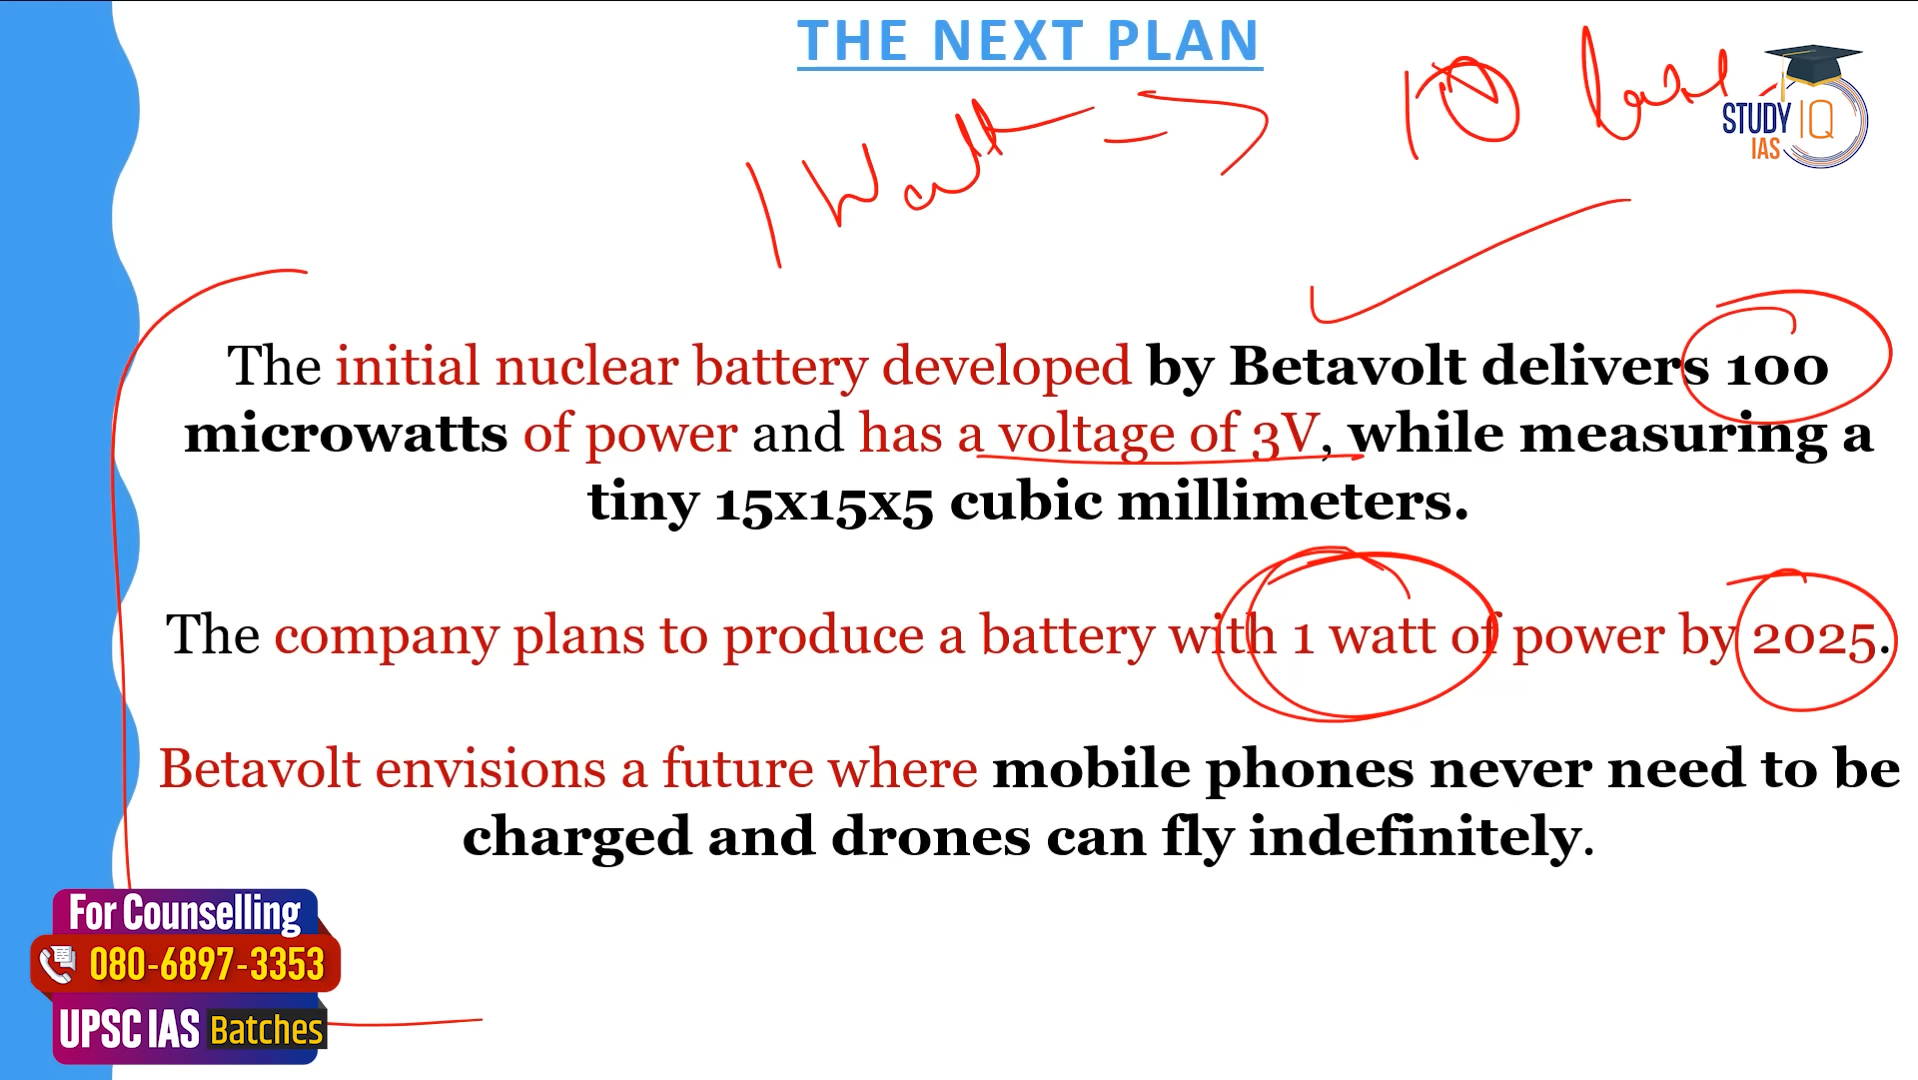 THE NEXT PLAN
1 Watt
10
STUDY IQ
IAS
The initial nuclear battery developed by Betavolt delivers 100
microwatts of power and has a voltage of 3V, while measuring a
tiny 15x15x5 cubic millimeters.
The company plans to produce a battery with 1 watt of power by 2025.
Betavolt envisions a future where mobile phones never need to be
charged and drones can fly indefinitely.
For Counselling
080-6897-3353
UPSC IAS Batches